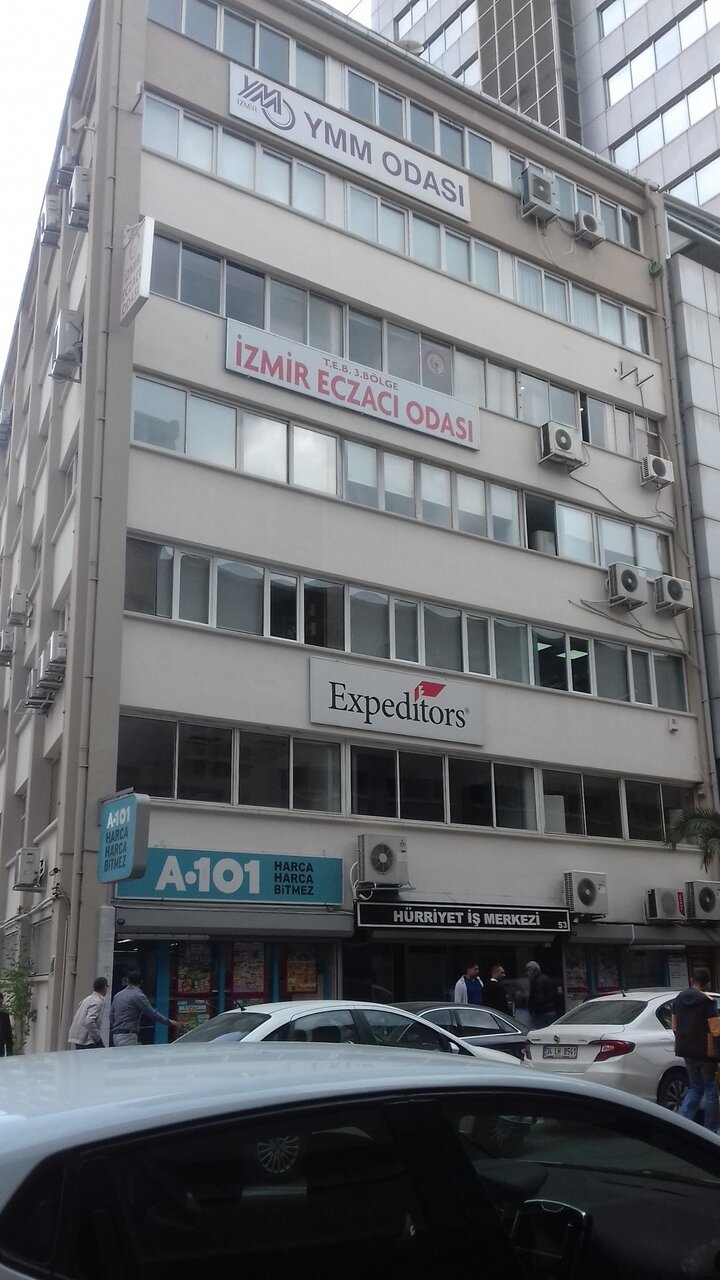 YMM
İZMİR
YMM ODASI
T.E.B. 3.BÖLGE
İZMİR ECZACI ODASI
Expeditors®
A·101
HARCA
HARCA
BİTMEZ
A·101
HARCA
HARCA
BİTMEZ
HÜRRİYET İŞ MERKEZİ 53